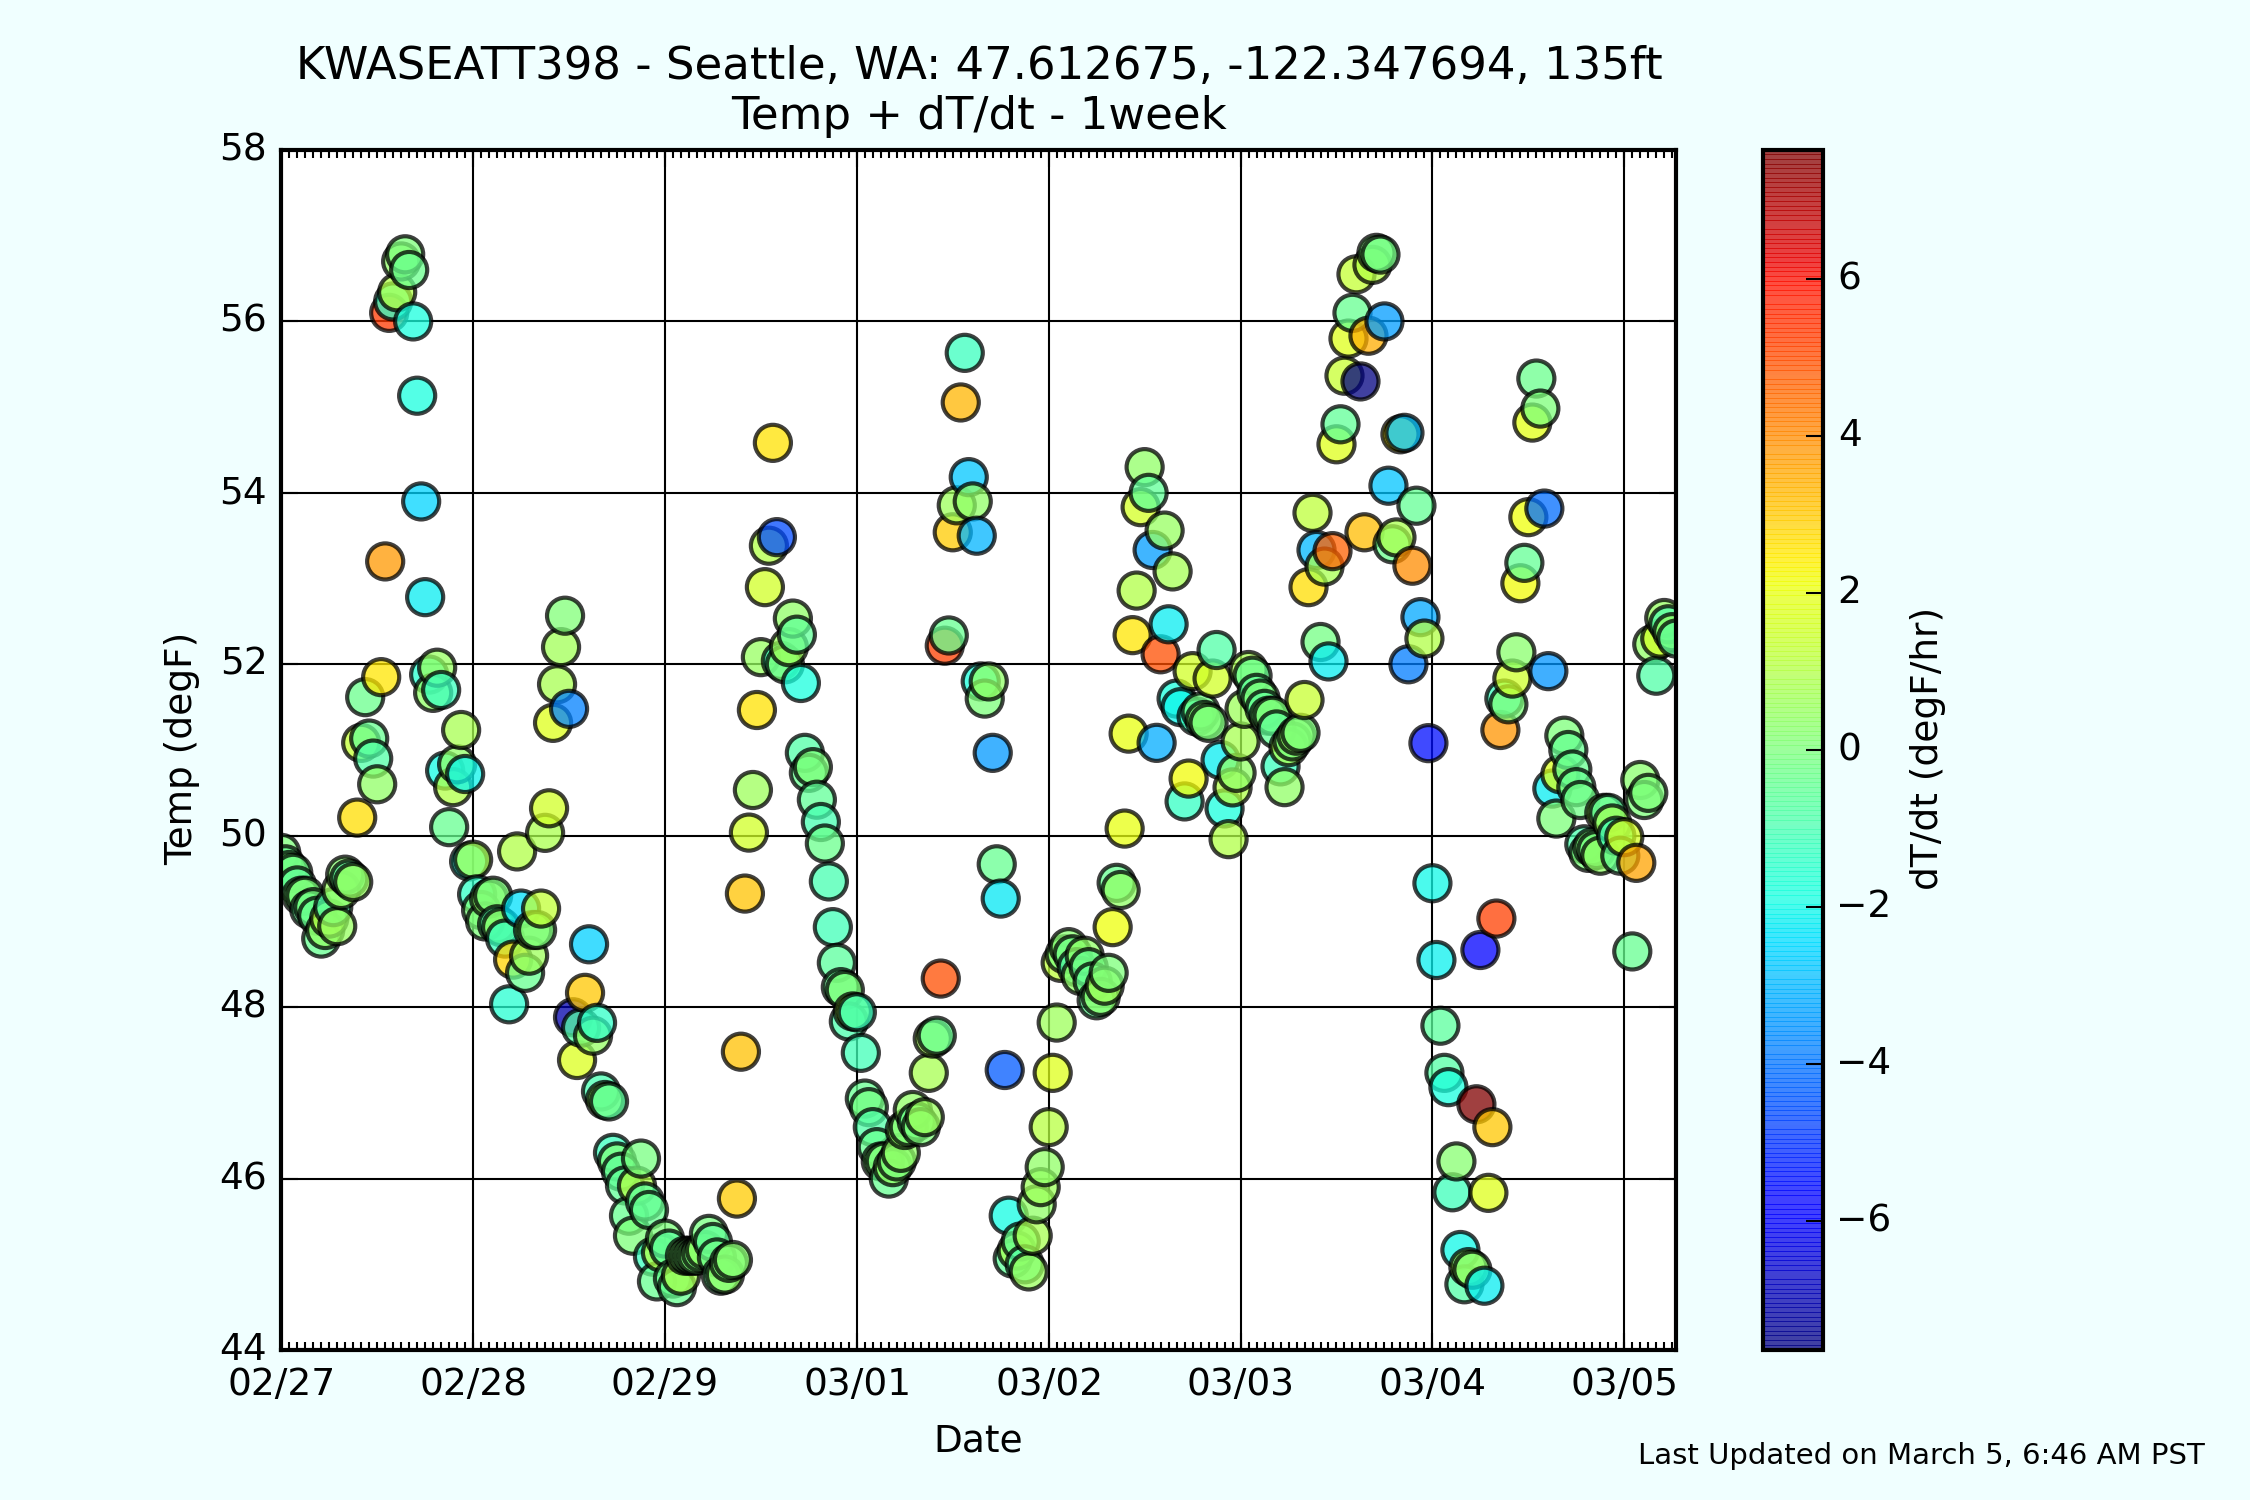 KWASEATT398 - Seattle, WA: 47.612675, -122.347694, 135ft
Temp + dT/dt - 1week
58
56
54
52
50
48
46
44
Temp (degF)
02/27 02/28 02/29 03/01 03/02 03/03 03/04 03/05
Date
6
4
2
0
−2
−4
−6
dT/dt (degF/hr)
Last Updated on March 5, 6:46 AM PST